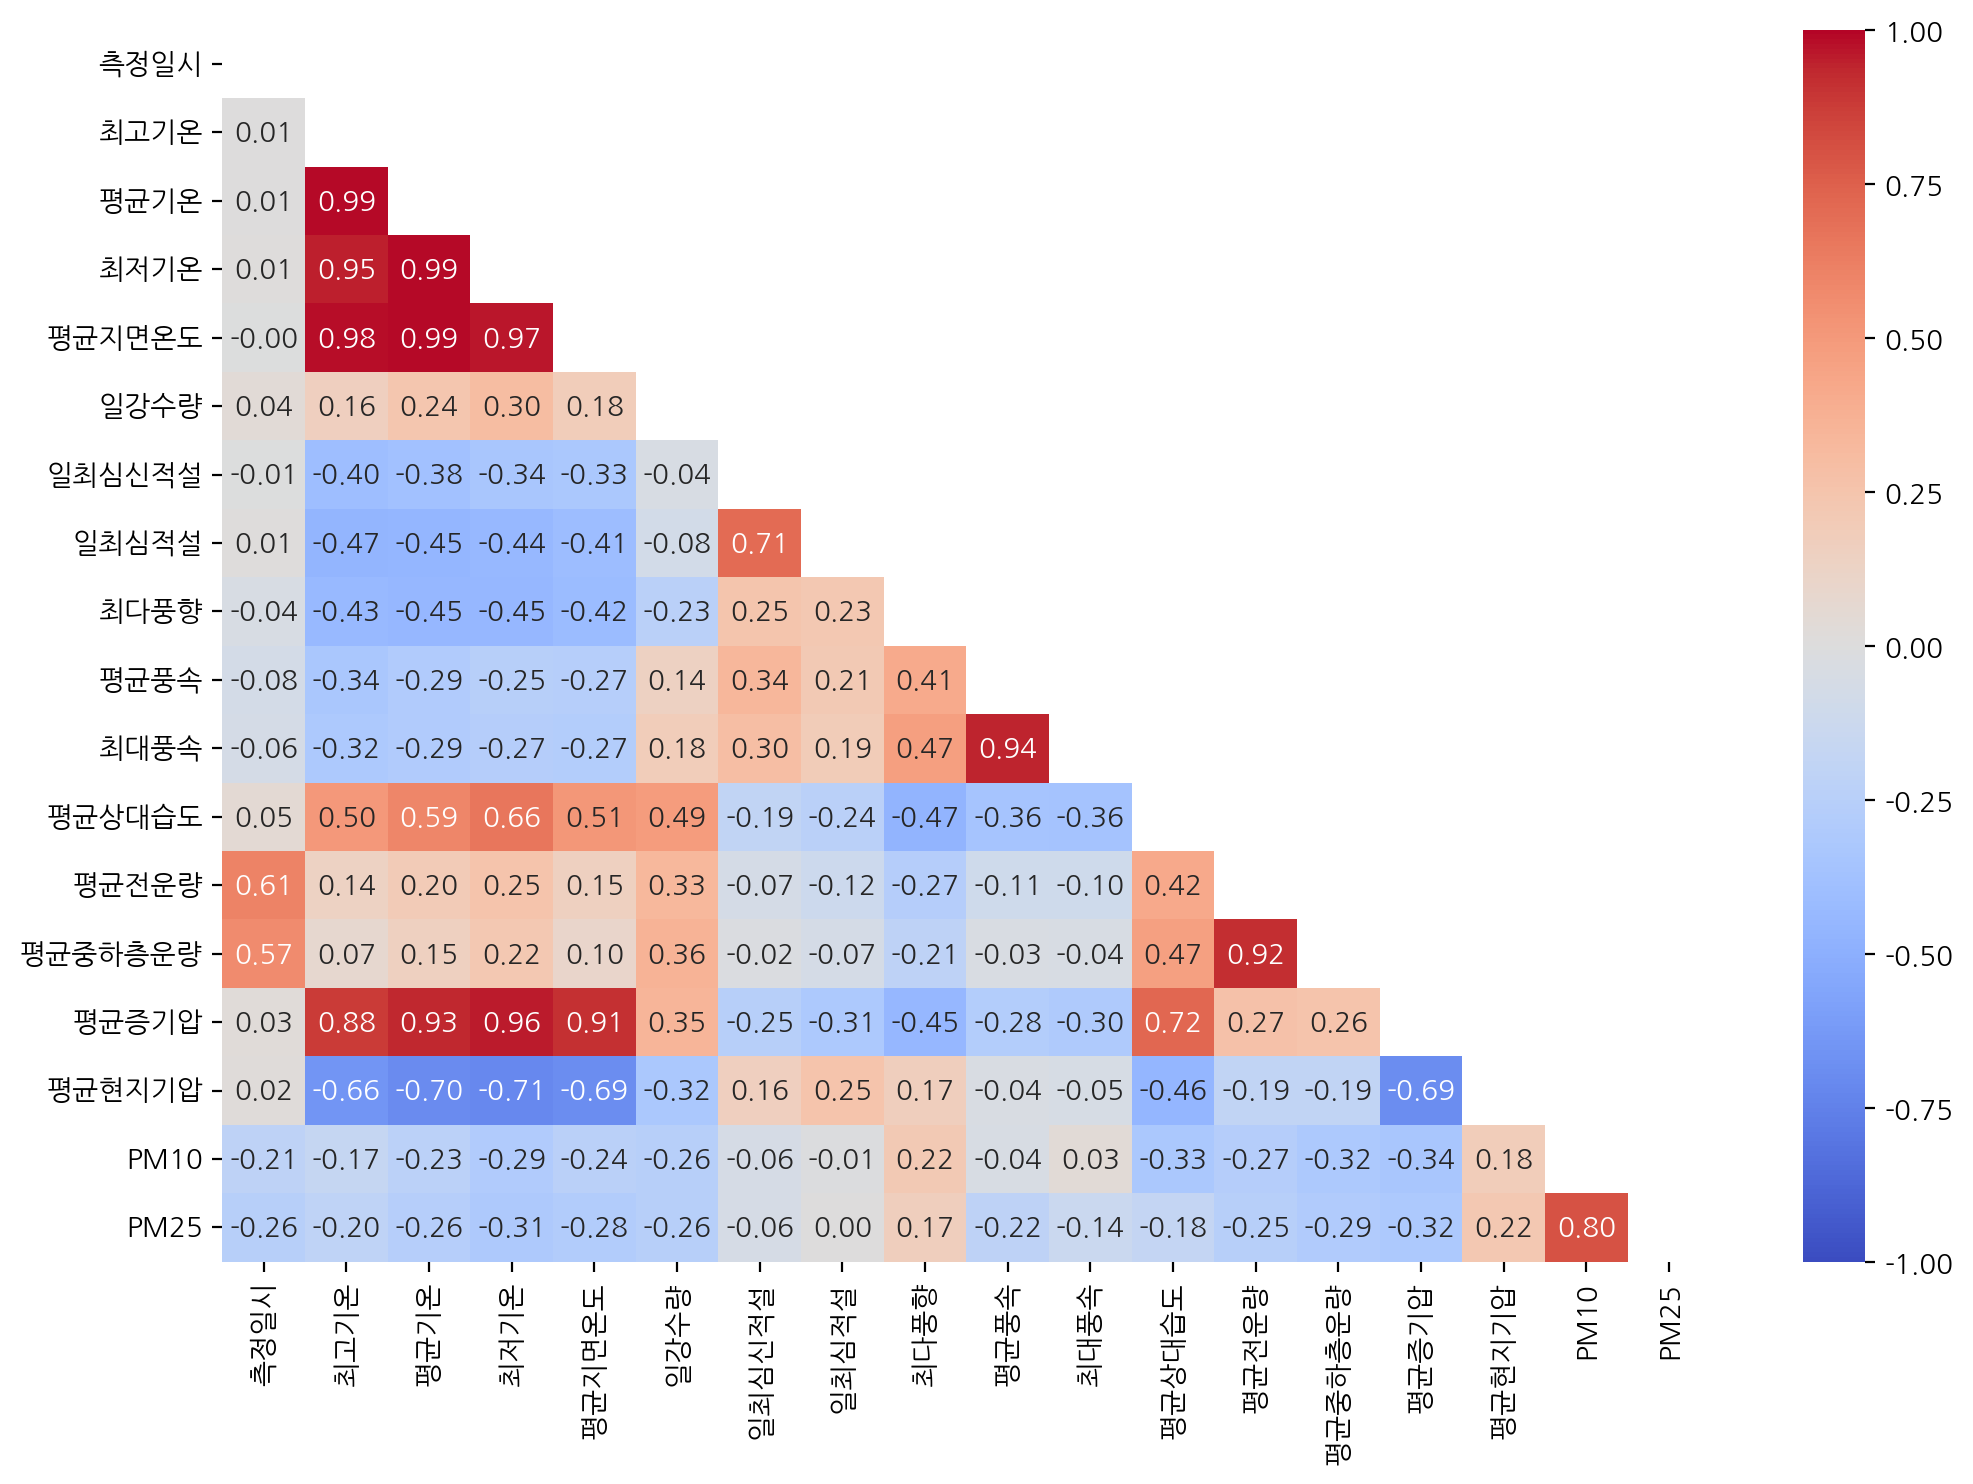 측정일시
최고기온 0.01
평균기온 0.01 0.99
최저기온 0.01 0.95 0.99
평균지면온도 -0.00 0.98 0.99 0.97
일강수량 0.04 0.16 0.24 0.30 0.18
일최심신적설 -0.01 -0.40 -0.38 -0.34 -0.33 -0.04
일최심적설 0.01 -0.47 -0.45 -0.44 -0.41 -0.08 0.71
최다풍향 -0.04 -0.43 -0.45 -0.45 -0.42 -0.23 0.25 0.23
평균풍속 -0.08 -0.34 -0.29 -0.25 -0.27 0.14 0.34 0.21 0.41
최대풍속 -0.06 -0.32 -0.29 -0.27 -0.27 0.18 0.30 0.19 0.47 0.94
평균상대습도 0.05 0.50 0.59 0.66 0.51 0.49 -0.19 -0.24 -0.47 -0.36 -0.36
평균전운량 0.61 0.14 0.20 0.25 0.15 0.33 -0.07 -0.12 -0.27 -0.11 -0.10 0.42
평균중하층운량 0.57 0.07 0.15 0.22 0.10 0.36 -0.02 -0.07 -0.21 -0.03 -0.04 0.47 0.92
평균증기압 0.03 0.88 0.93 0.96 0.91 0.35 -0.25 -0.31 -0.45 -0.28 -0.30 0.72 0.27 0.26
평균현지기압 0.02 -0.66 -0.70 -0.71 -0.69 -0.32 0.16 0.25 0.17 -0.04 -0.05 -0.46 -0.19 -0.19 -0.69
PM10 -0.21 -0.17 -0.23 -0.29 -0.24 -0.26 -0.06 -0.01 0.22 -0.04 0.03 -0.33 -0.27 -0.32 -0.34 0.18
PM25 -0.26 -0.20 -0.26 -0.31 -0.28 -0.26 -0.06 0.00 0.17 -0.22 -0.14 -0.18 -0.25 -0.29 -0.32 0.22 0.80
측정일시
최고기온
평균기온
최저기온
평균지면온도
일강수량
일최심신적설
일최심적설
최다풍향
평균풍속
최대풍속
평균상대습도
평균전운량
평균중하층운량
평균증기압
평균현지기압
PM10
PM25
1.00
0.75
0.50
0.25
0.00
-0.25
-0.50
-0.75
-1.00